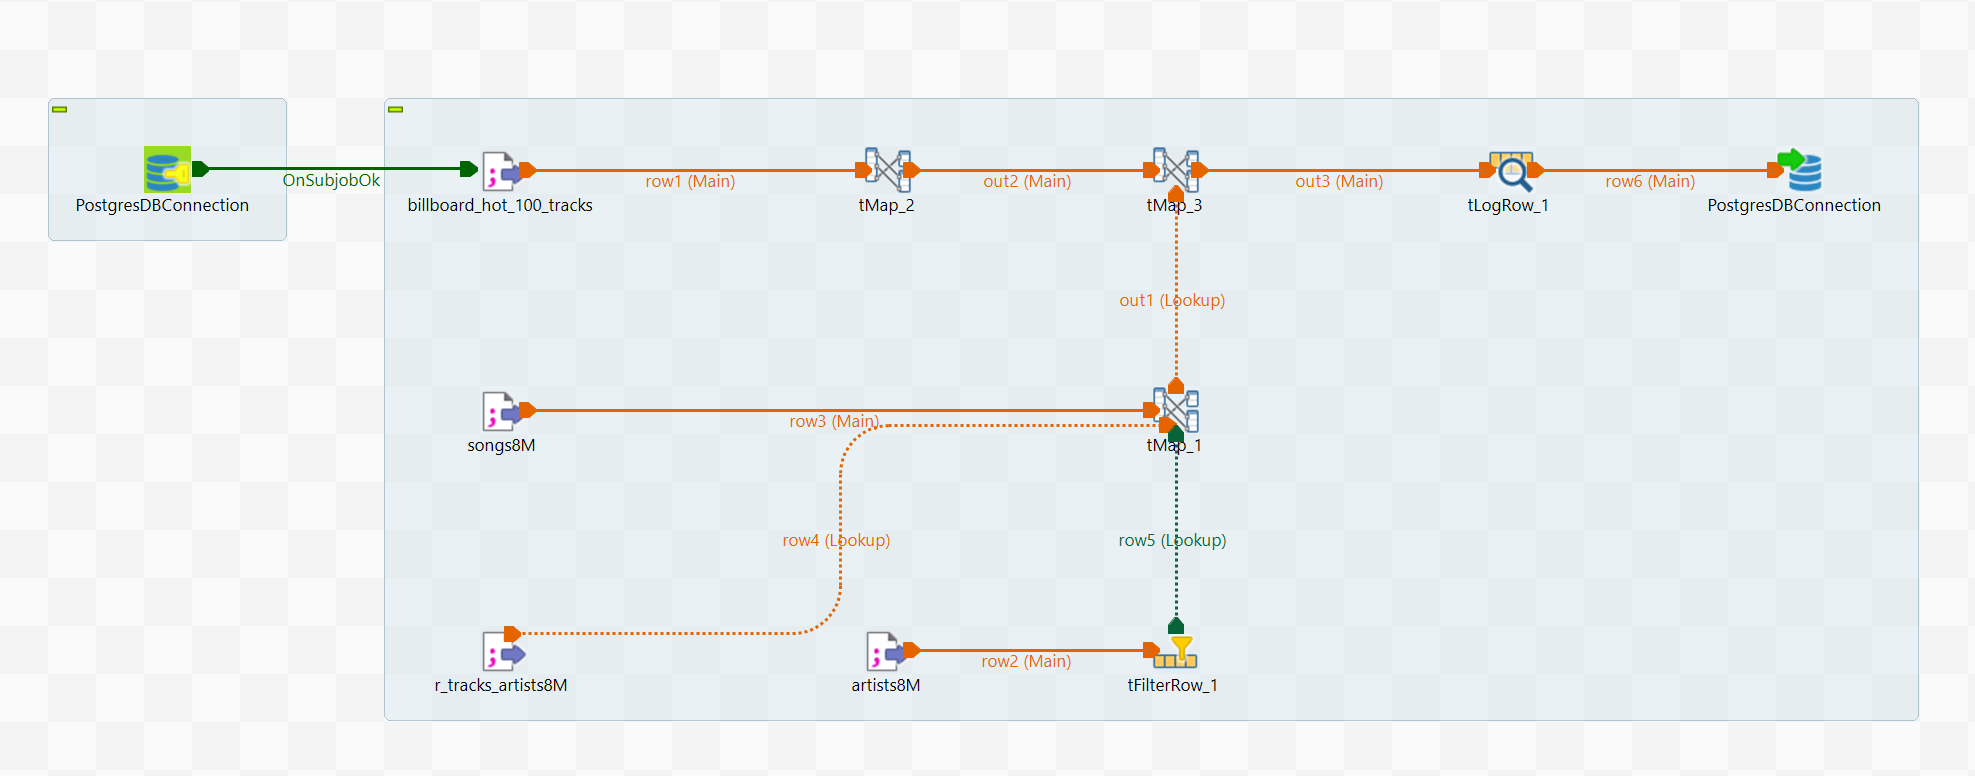 OnSubjobOk
row1 (Main)
out2 (Main)
out3 (Main)
row6 (Main)
PostgresDBConnection
billboard_hot_100_tracks
tMap_2
tMap_3
tLogRow_1
PostgresDBConnection
out1 (Lookup)
row3 (Main)
songs8M
tMap_1
row4 (Lookup)
row5 (Lookup)
row2 (Main)
r_tracks_artists8M
artists8M
tFilterRow_1